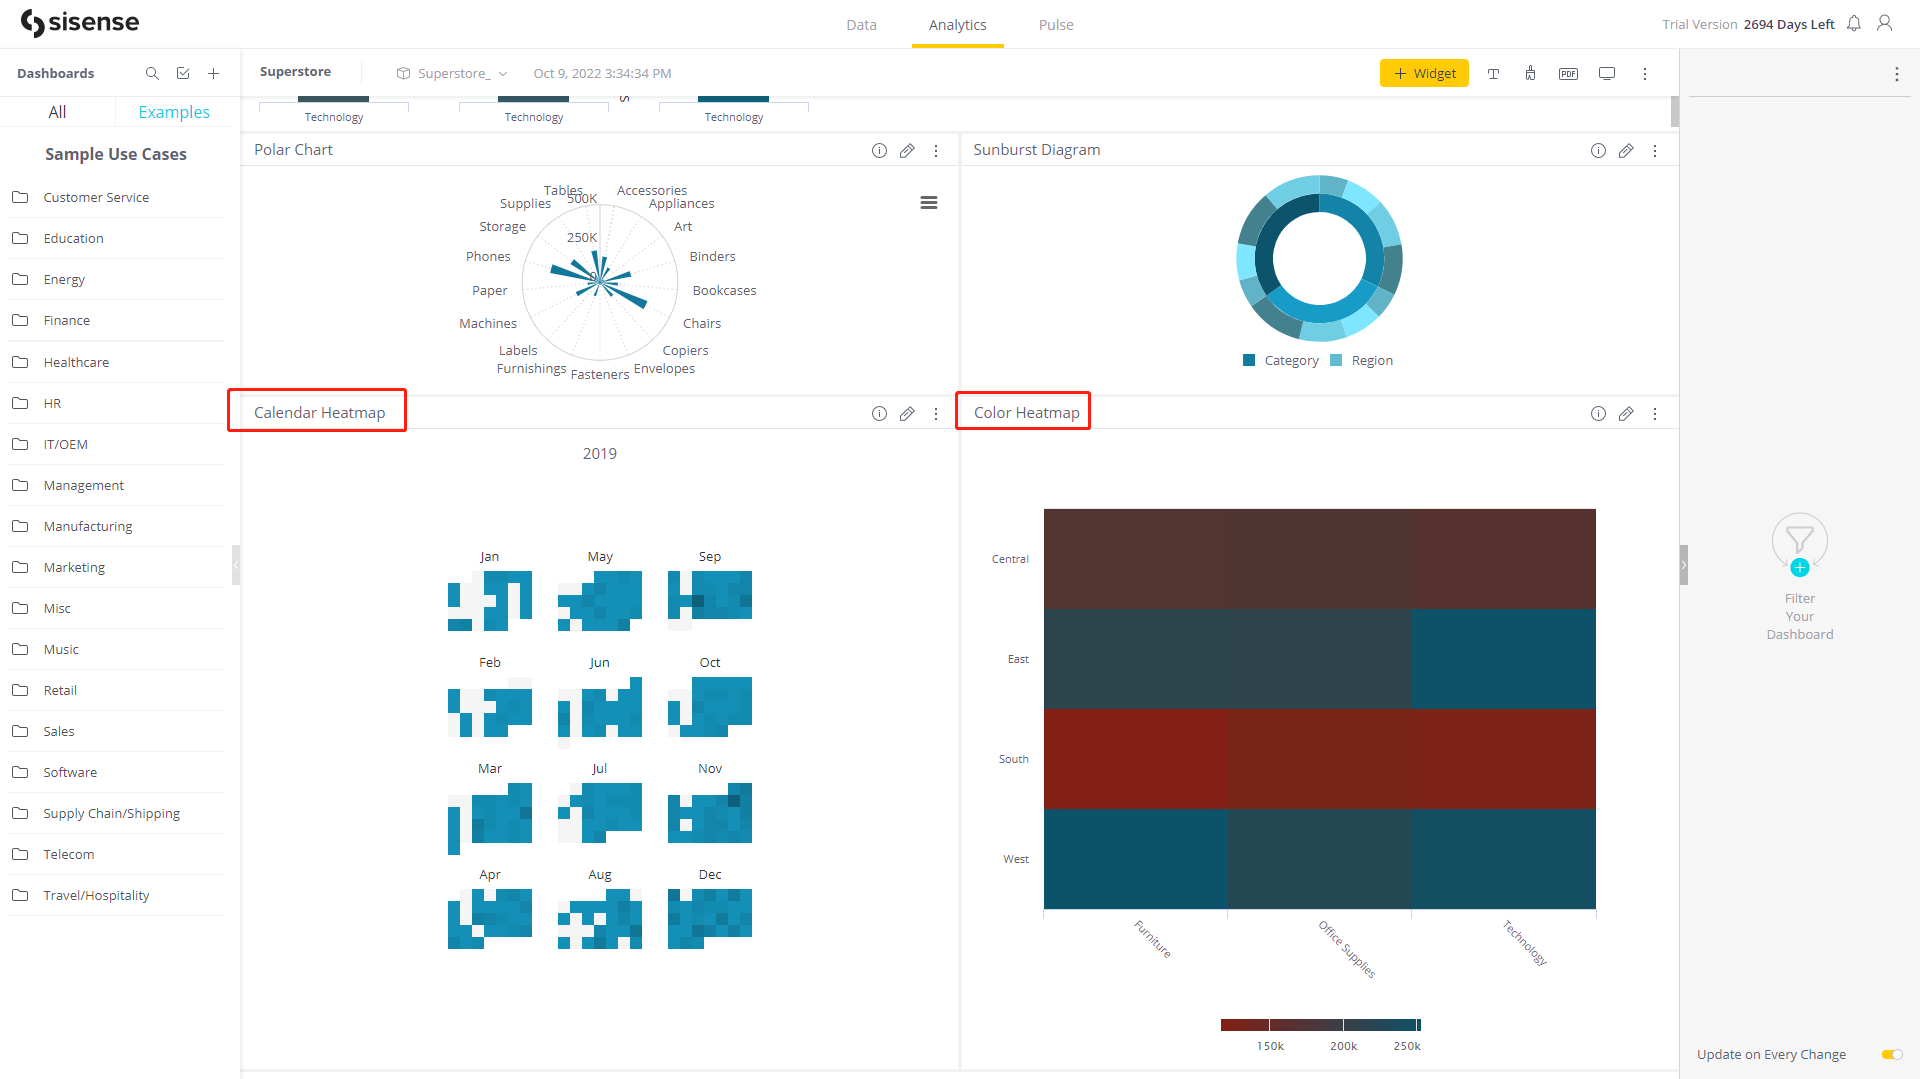 sisense
Data
Analytics
Pulse
Trial Version 2694 Days Left
Dashboards
Superstore
Superstore_
Oct 9, 2022 3:34:34 PM
+ Widget
PDF
All
Examples
Sample Use Cases
Customer Service
Education
Energy
Finance
Healthcare
HR
IT/OEM
Management
Manufacturing
Marketing
Misc
Music
Retail
Sales
Software
Supply Chain/Shipping
Telecom
Travel/Hospitality
Technology
Technology
Technology
Polar Chart
Tables
Accessories
500K
Supplies
Appliances
Storage
Art
250K
Phones
Binders
0
Paper
Bookcases
Machines
Chairs
Labels
Copiers
Furnishings
Fasteners
Envelopes
Sunburst Diagram
Category
Region
Calendar Heatmap
2019
Jan
May
Sep
Feb
Jun
Oct
Mar
Jul
Nov
Apr
Aug
Dec
Color Heatmap
Central
East
South
West
Furniture
Office Supplies
Technology
150k
200k
250k
Filter
Your
Dashboard
Update on Every Change